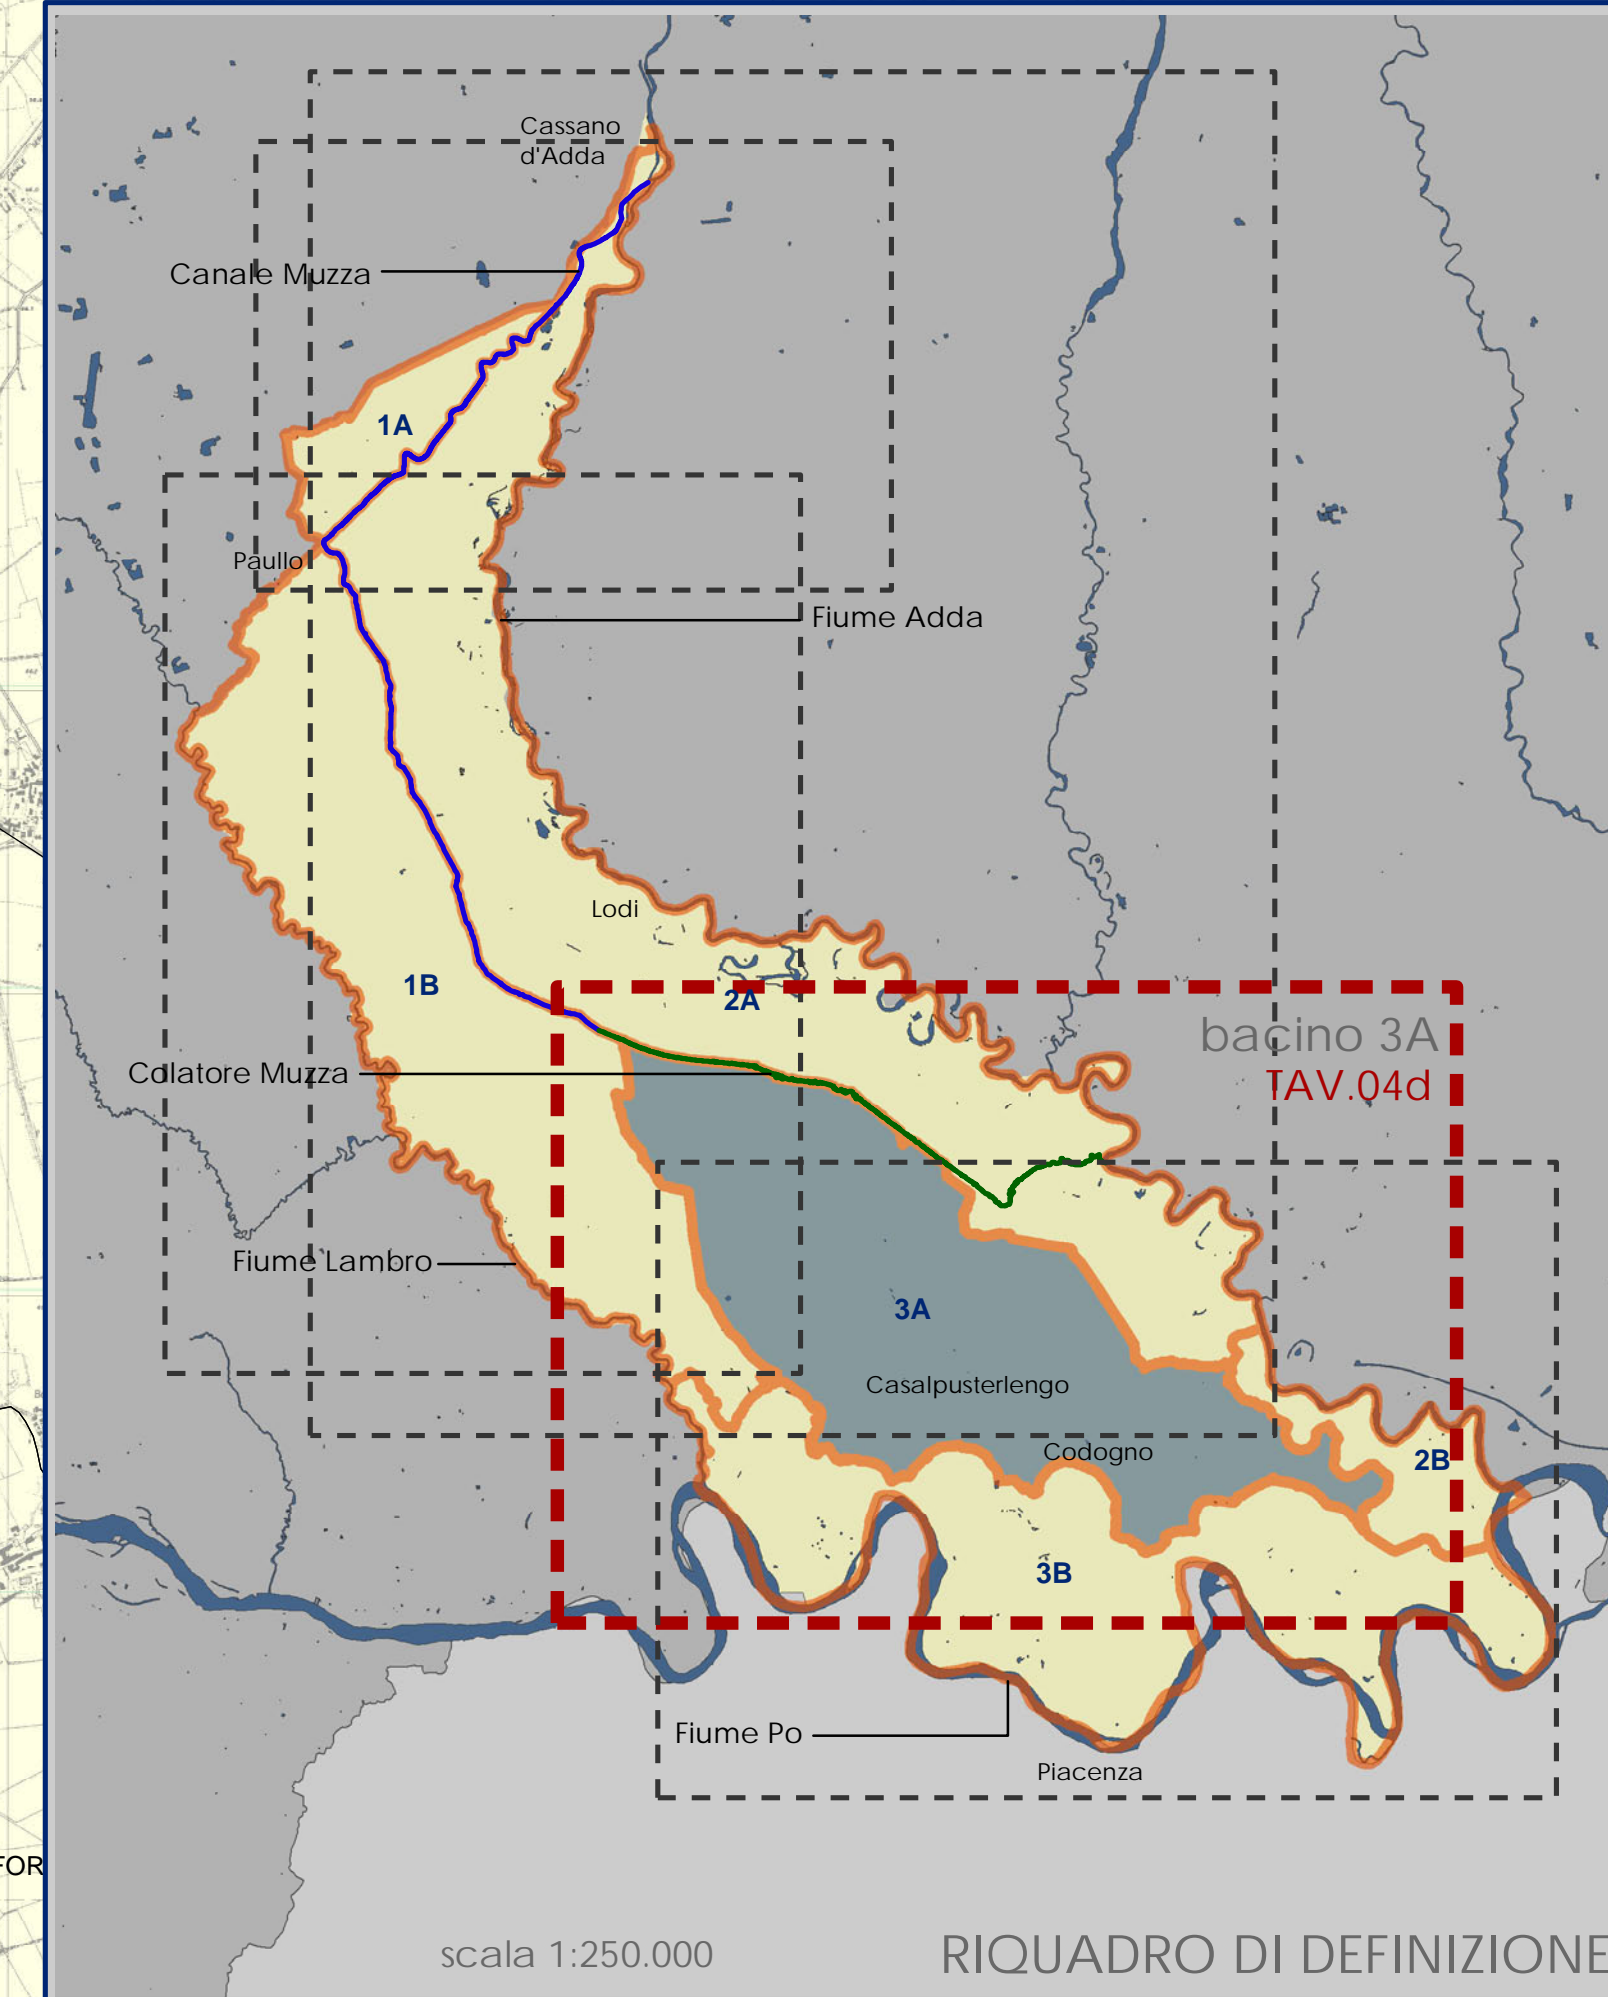 Cassano
d'Adda
Canale Muzza
1A
Paullo
Fiume Adda
Lodi
1B
2A
bacino 3A
TAV.04d
Collatore Muzza
Fiume Lambro
3A
Casalpusterlengo
Codogno
2B
3B
Fiume Po
Piacenza
FOR
scala 1:250.000
RIQUADRO DI DEFINIZIONE